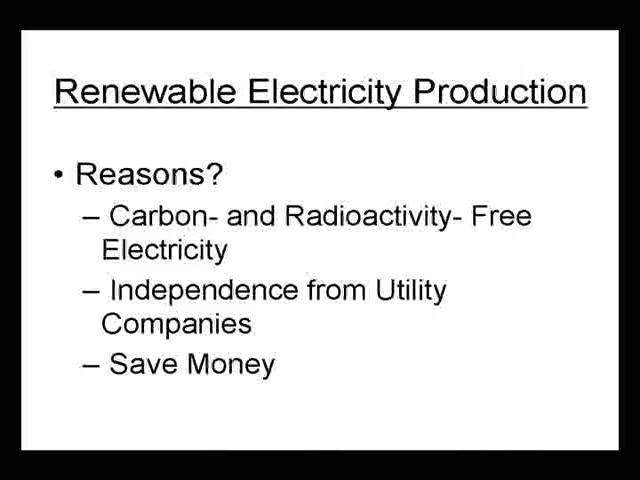 Renewable Electricity Production
• Reasons?
– Carbon- and Radioactivity- Free
Electricity
– Independence from Utility
Companies
– Save Money